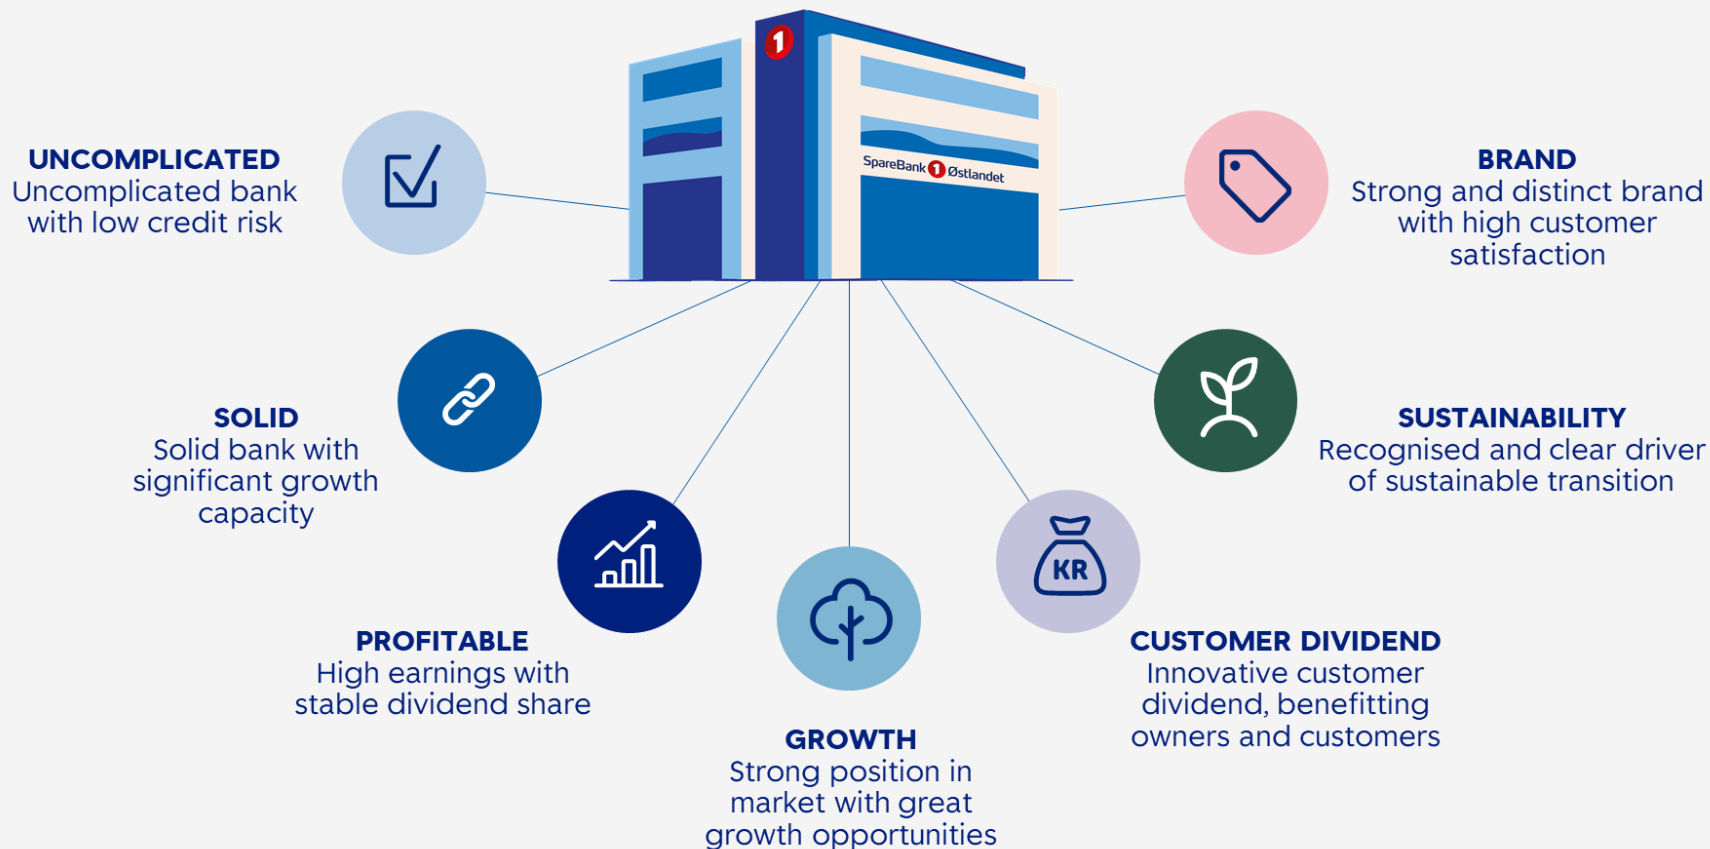 1
SpareBank 1 Østlandet
UNCOMPLICATED
Uncomplicated bank
with low credit risk
SOLID
Solid bank with
significant growth
capacity
PROFITABLE
High earnings with
stable dividend share
GROWTH
Strong position in
market with great
growth opportunities
KR
CUSTOMER DIVIDEND
Innovative customer
dividend, benefitting
owners and customers
SUSTAINABILITY
Recognised and clear driver
of sustainable transition
BRAND
Strong and distinct brand
with high customer
satisfaction